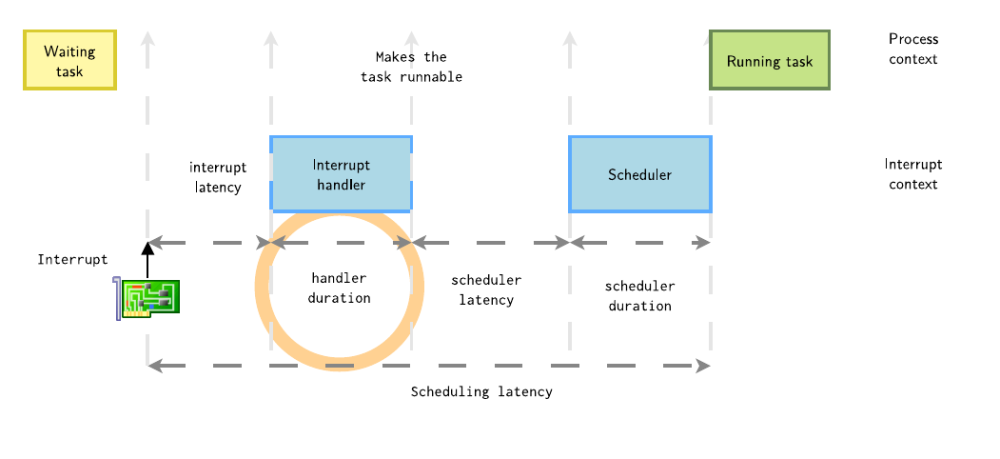 Waiting
task
Makes the
task runnable
Running task
Process
context
interrupt
latency
Interrupt
handler
Scheduler
Interrupt
context
Interrupt
handler
duration
scheduler
latency
scheduler
duration
Scheduling latency